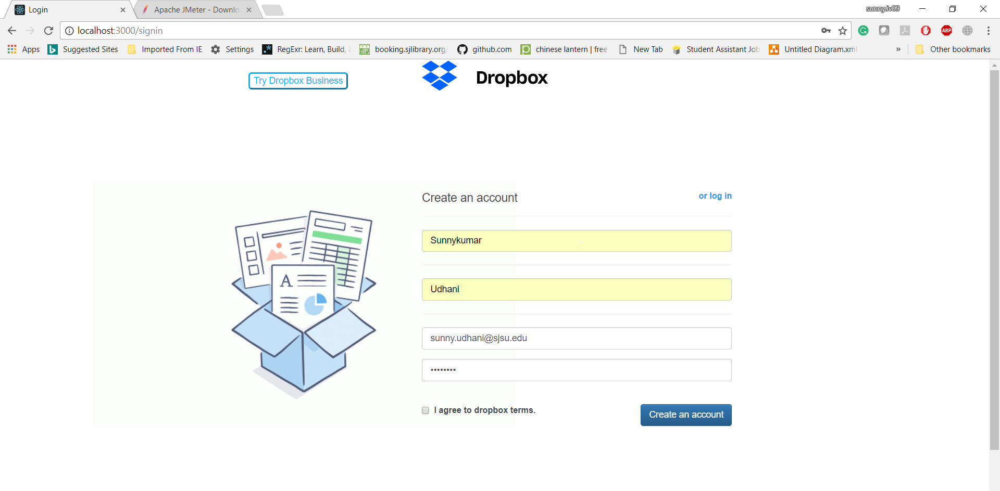 Login
Apache JMeter - Downlo
sunny.iv09
localhost:3000/signin
ABP
Apps
Suggested Sites
Imported From IE
Settings
RegExr: Learn, Build,
booking.sjlibrary.org/
github.com
chinese lantern | free
New Tab
Student Assistant Job
Untitled Diagram.xml
»
Other bookmarks
Try Dropbox Business
Dropbox
Create an account
or log in
Sunnykumar
Udhani
A
sunny.udhani@sjsu.edu
••••••••
I agree to dropbox terms.
Create an account